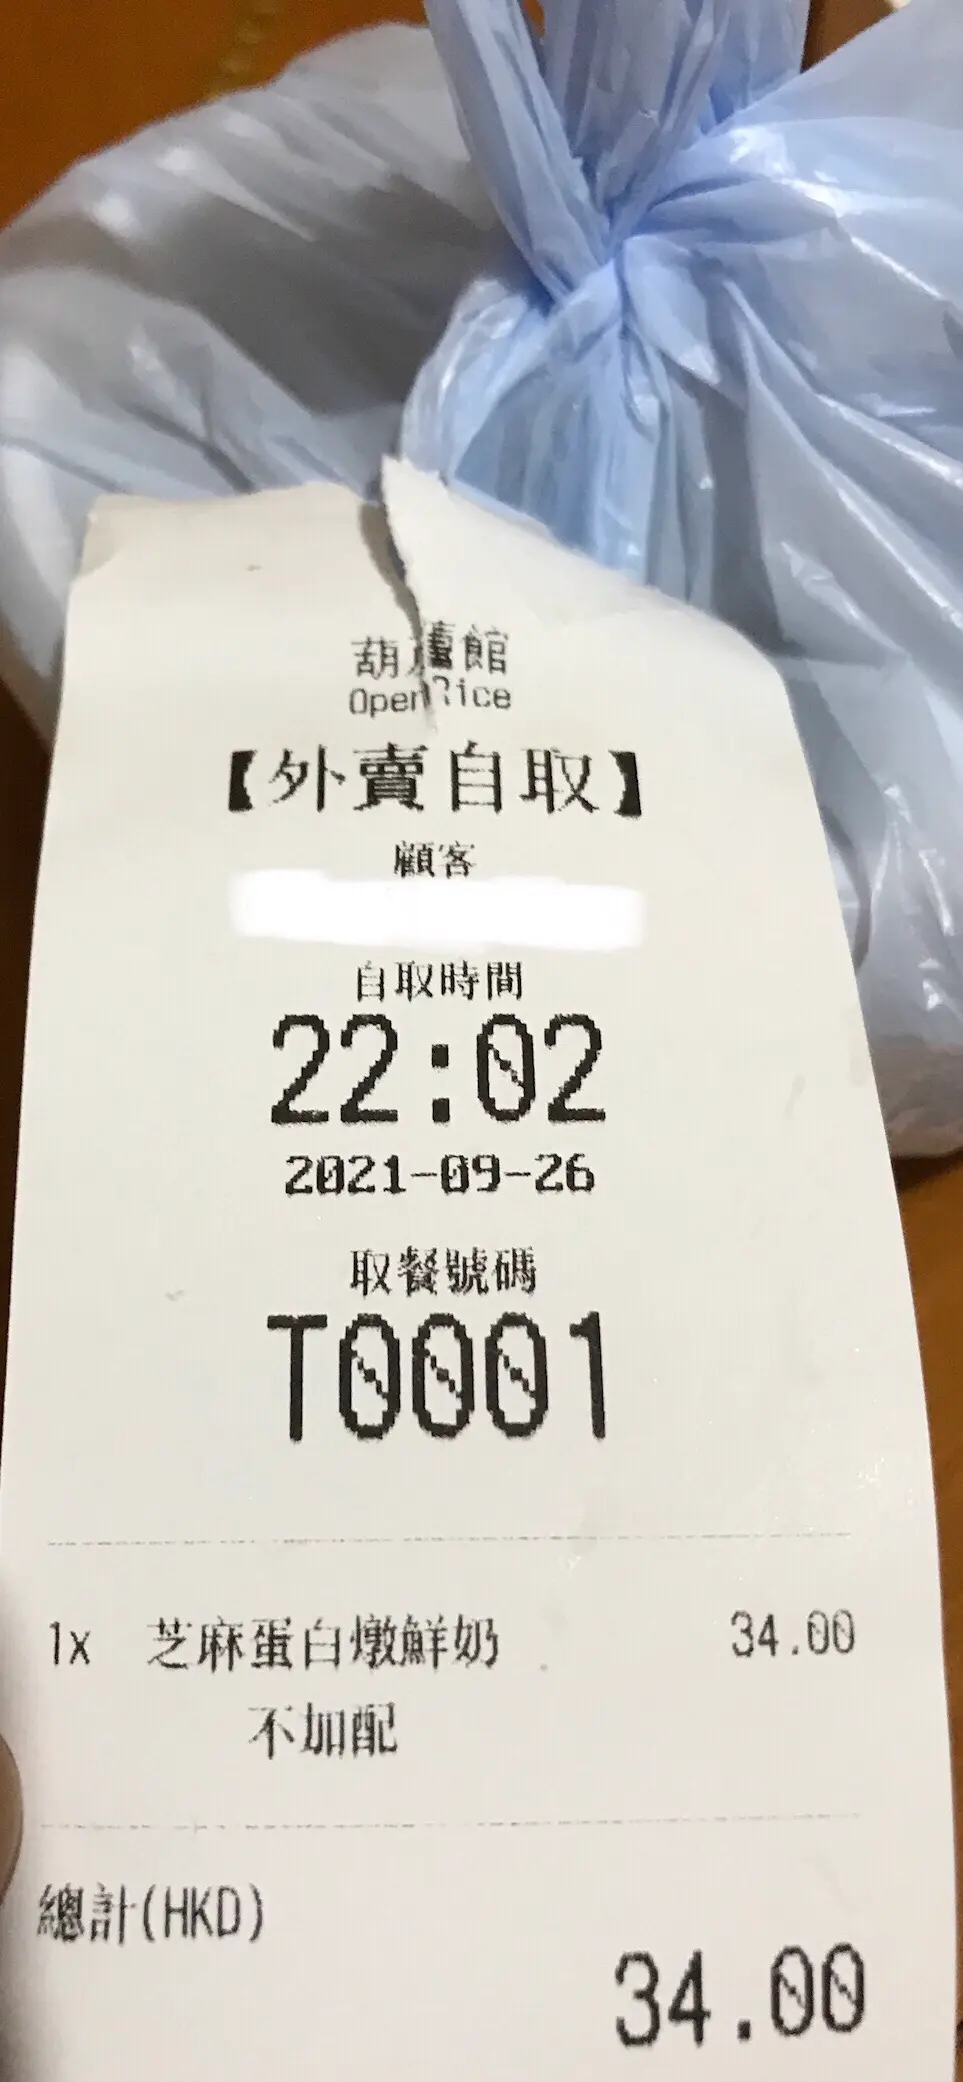 葫蘆館
OpenRice
【外賣自取】
顧客
自取時間
22:02
2021-09-26
取餐號碼
T0001
1x 芝麻蛋白燉鮮奶 34.00
不加配
總計(HKD)
34.00